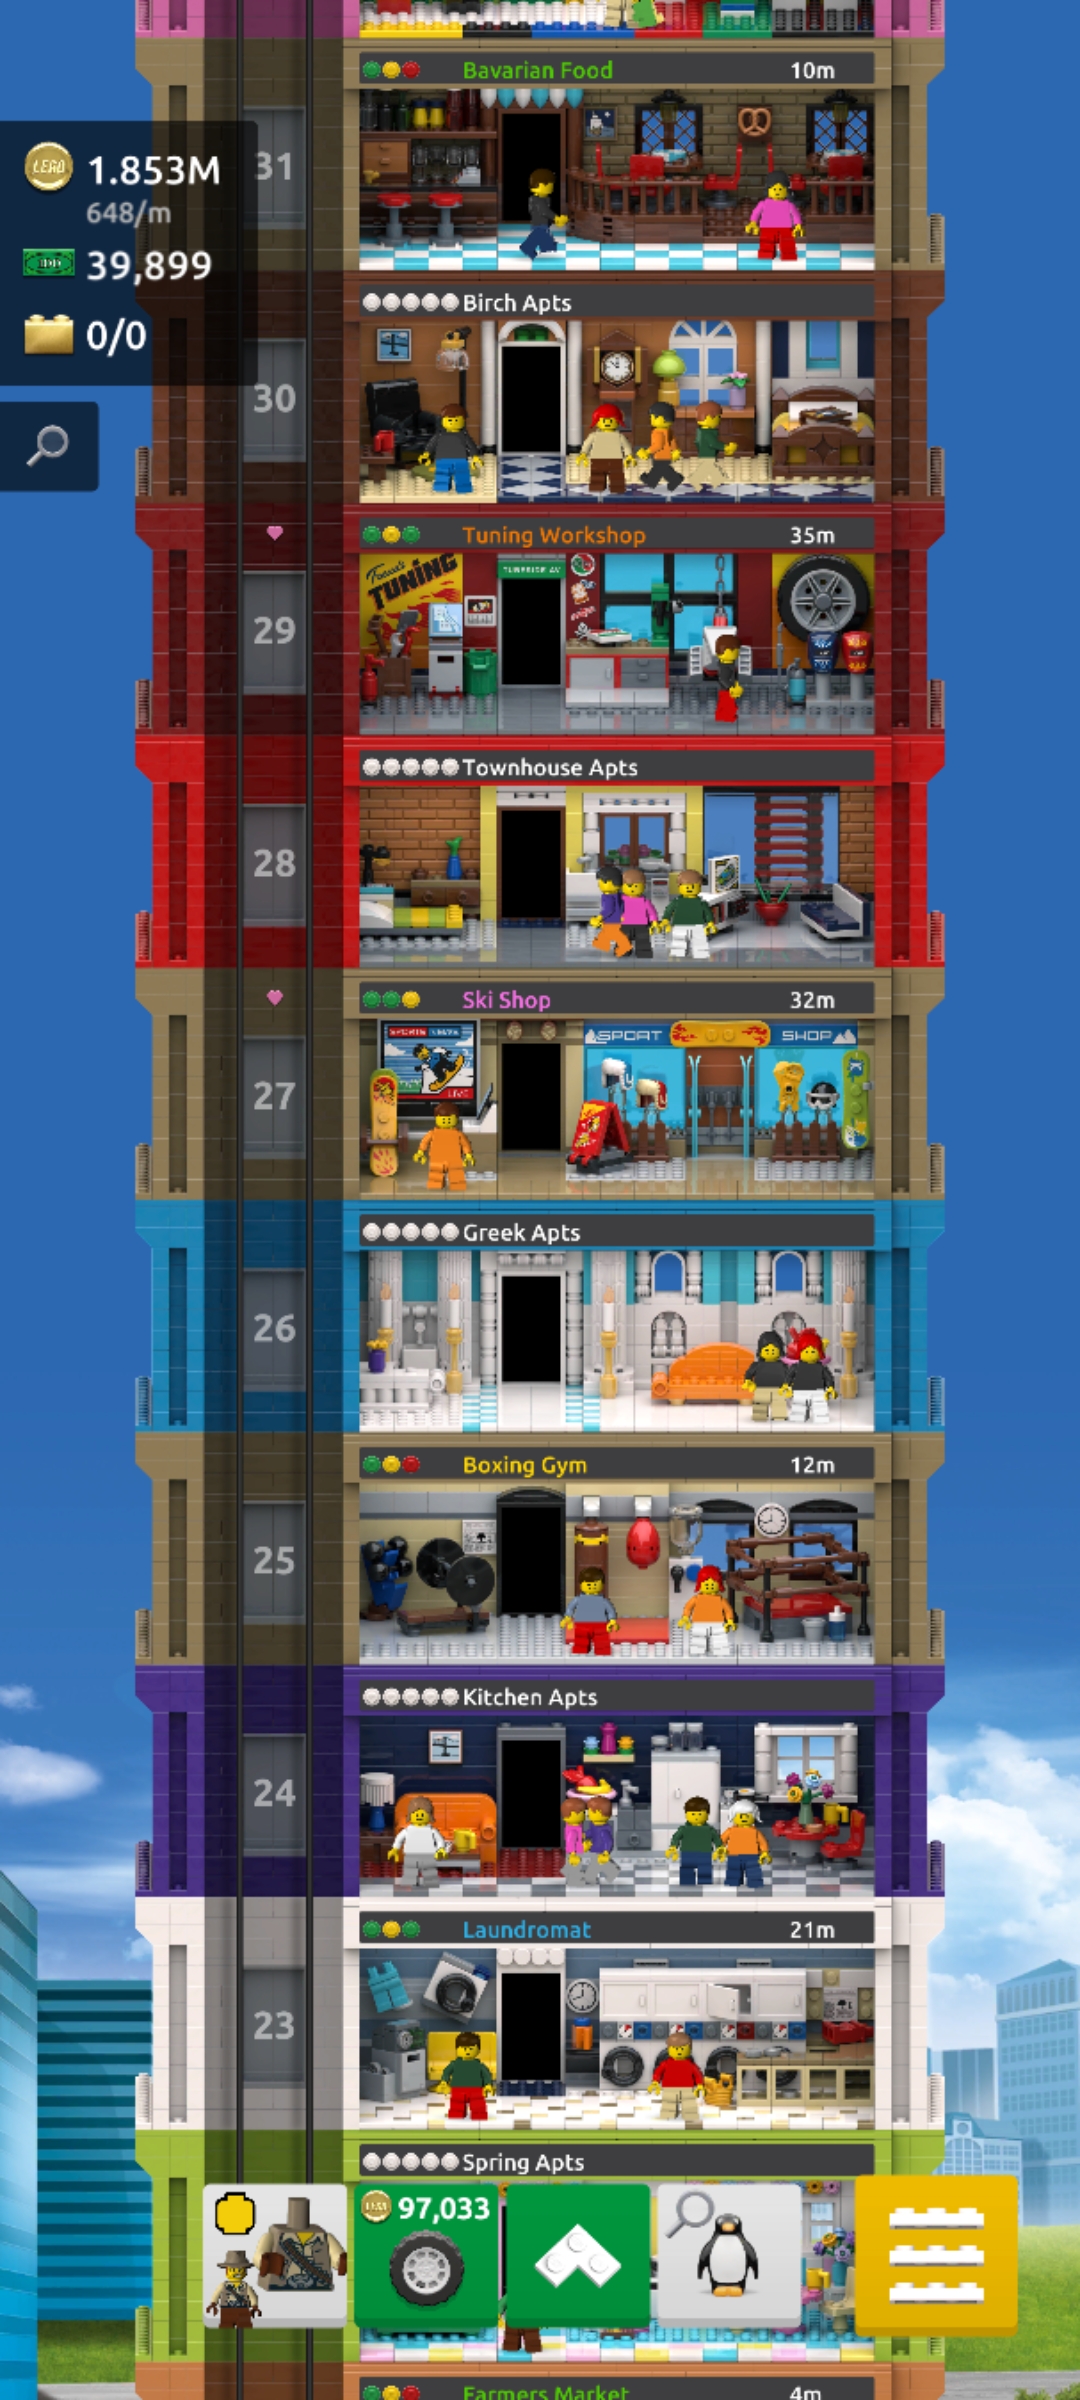 Bavarian Food 10m
31
LEGO 1.853M
648/m
39,899
0/0
Birch Apts
30
Tuning Workshop 35m
TUNING
29
Townhouse Apts
28
Ski Shop 32m
SPORT SHOP
LIVE
27
Greek Apts
26
Boxing Gym 12m
25
Kitchen Apts
24
Laundromat 21m
23
Spring Apts
97,033
Farmers Market 4m